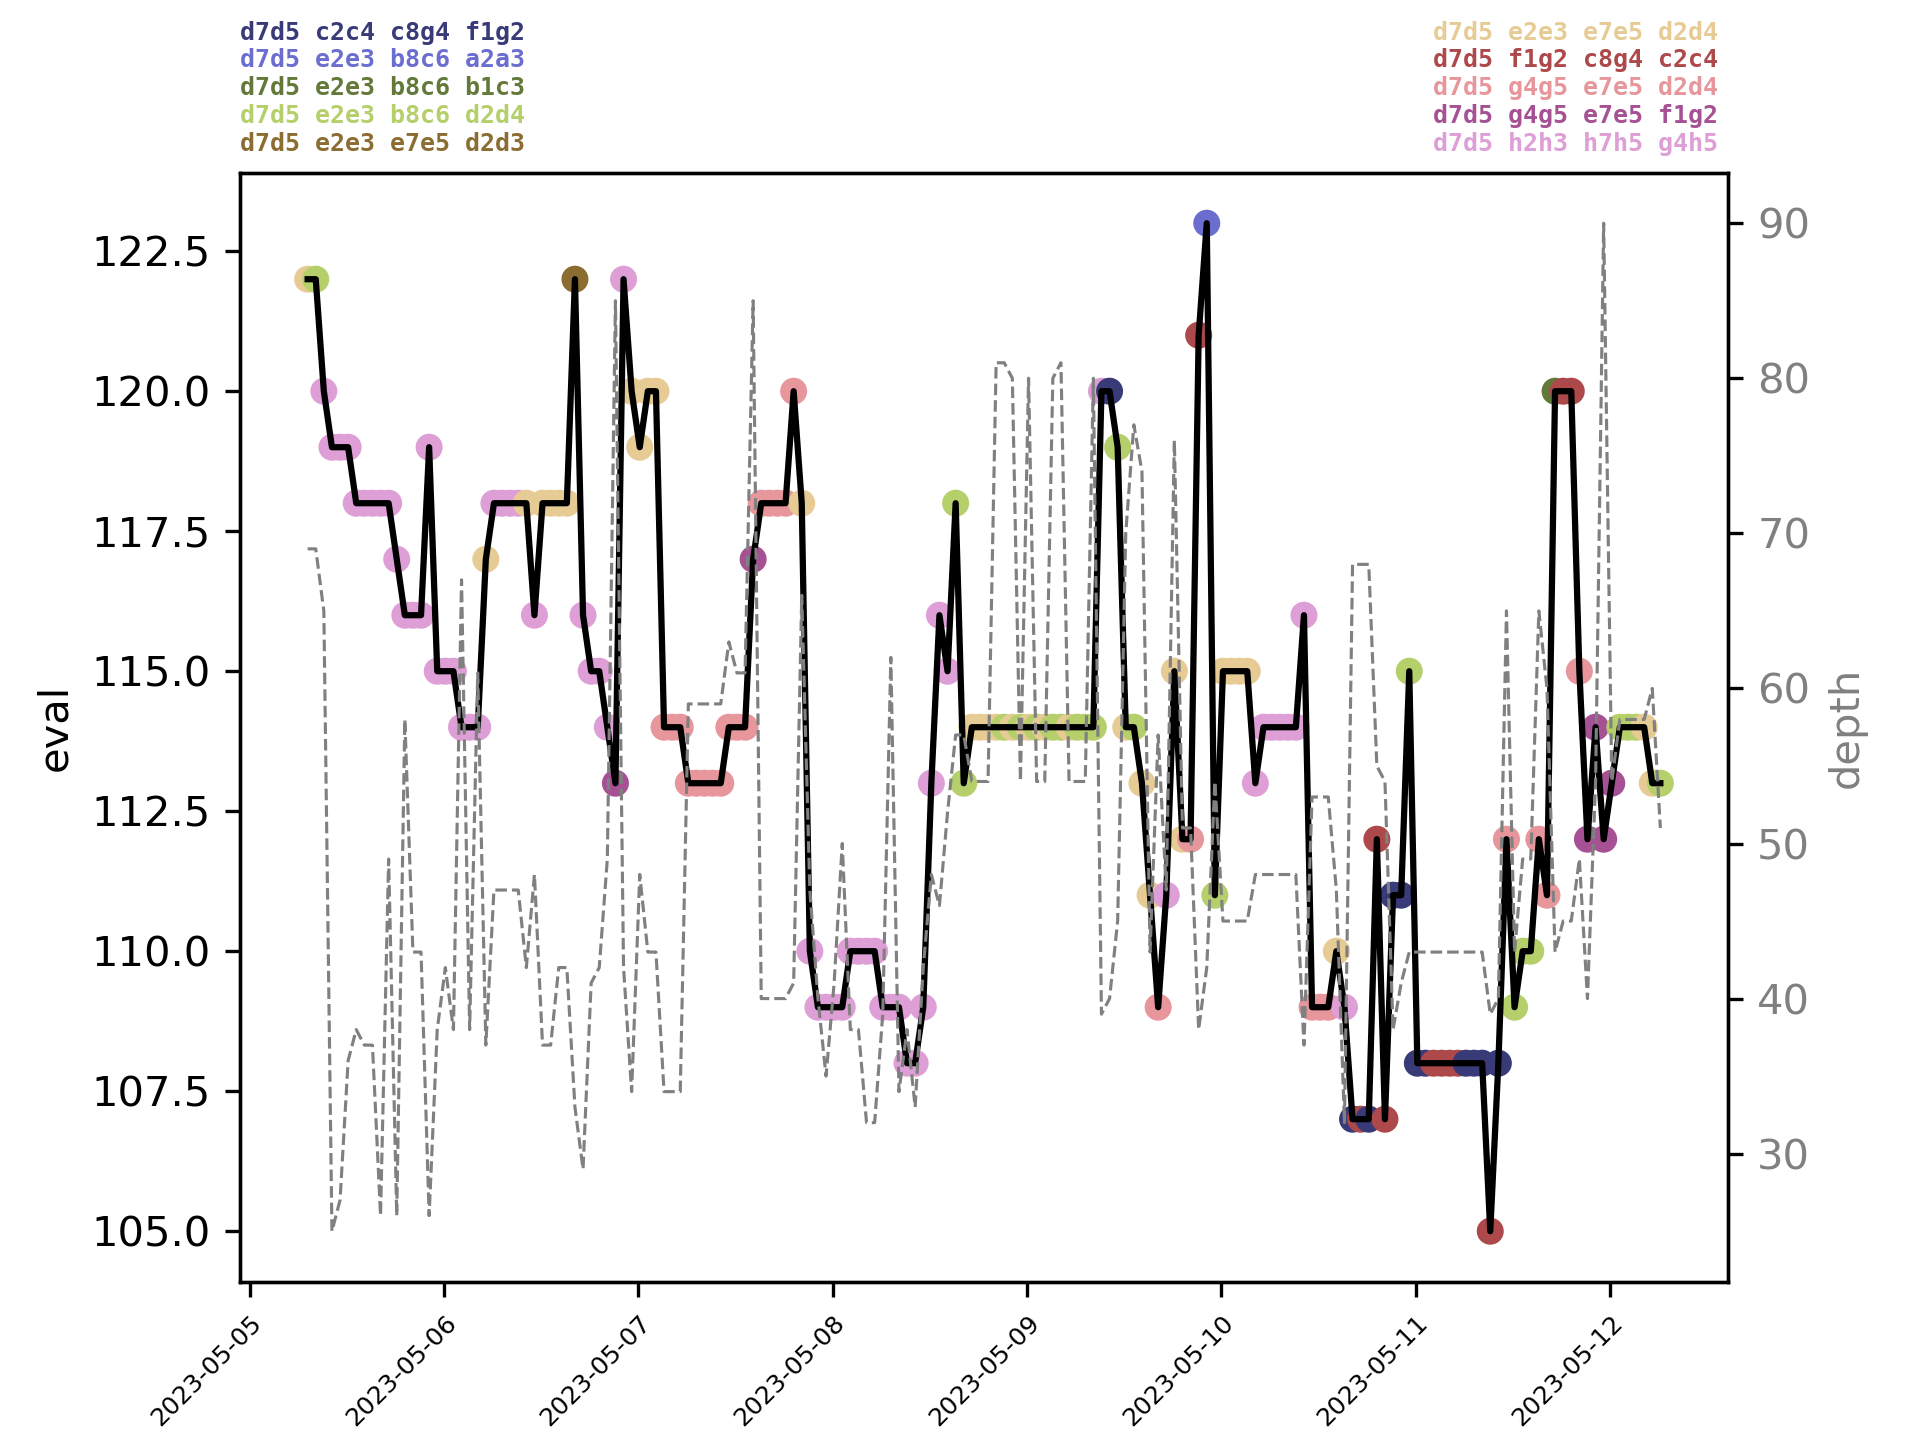 d7d5 c2c4 c8g4 f1g2
d7d5 e2e3 b8c6 a2a3
d7d5 e2e3 b8c6 b1c3
d7d5 e2e3 b8c6 d2d4
d7d5 e2e3 e7e5 d2d3
d7d5 e2e3 e7e5 d2d4
d7d5 f1g2 c8g4 c2c4
d7d5 g4g5 e7e5 d2d4
d7d5 g4g5 e7e5 f1g2
d7d5 h2h3 h7h5 g4h5
eval
122.5
120.0
117.5
115.0
112.5
110.0
107.5
105.0
90
80
70
60
50
40
30
depth
2023-05-05
2023-05-06
2023-05-07
2023-05-08
2023-05-09
2023-05-10
2023-05-11
2023-05-12